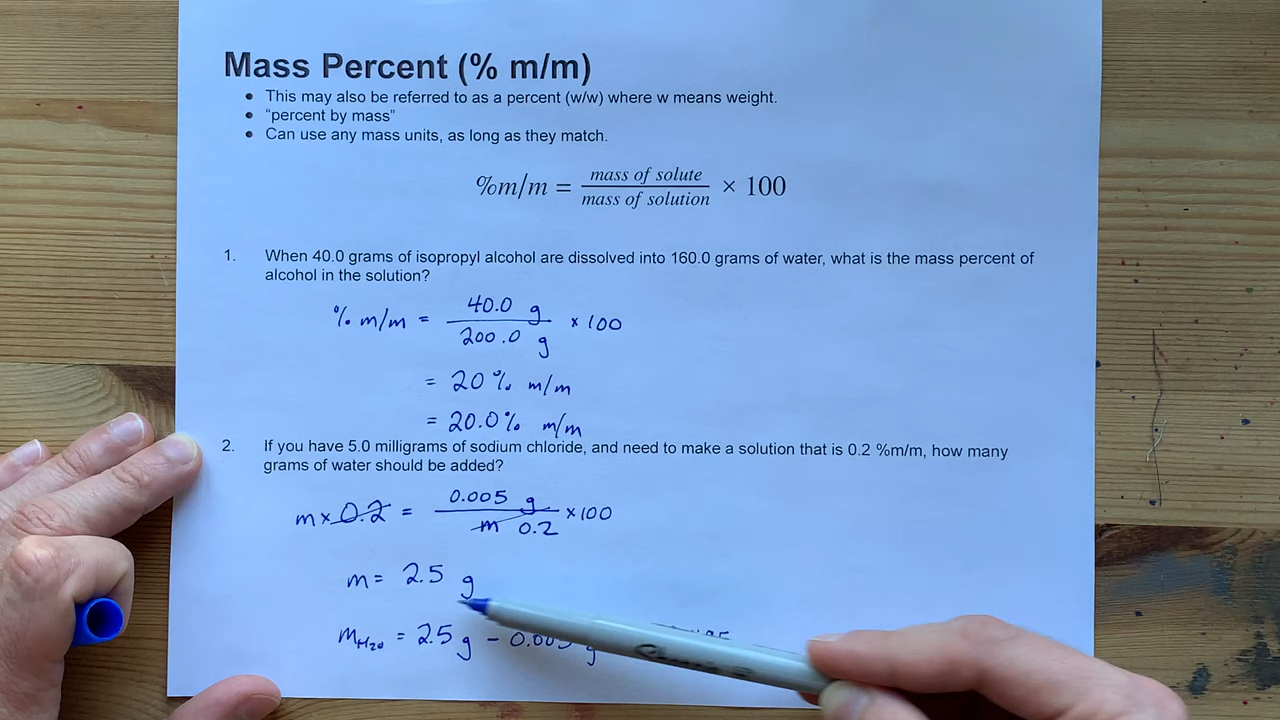 Mass Percent (% m/m)
• This may also be referred to as a percent (w/w) where w means weight.
• “percent by mass”
• Can use any mass units, as long as they match.
%m/m = mass of solute / mass of solution × 100
1. When 40.0 grams of isopropyl alcohol are dissolved into 160.0 grams of water, what is the mass percent of
alcohol in the solution?
% m/m = 40.0 g / 200.0 g × 100
= 20% m/m
= 20.0% m/m
2. If you have 5.0 milligrams of sodium chloride, and need to make a solution that is 0.2 %m/m, how many
grams of water should be added?
m × 0.2 = 0.005 g / m 0.2 × 100
m = 2.5 g
mH20 = 2.5 g - 0.005 g